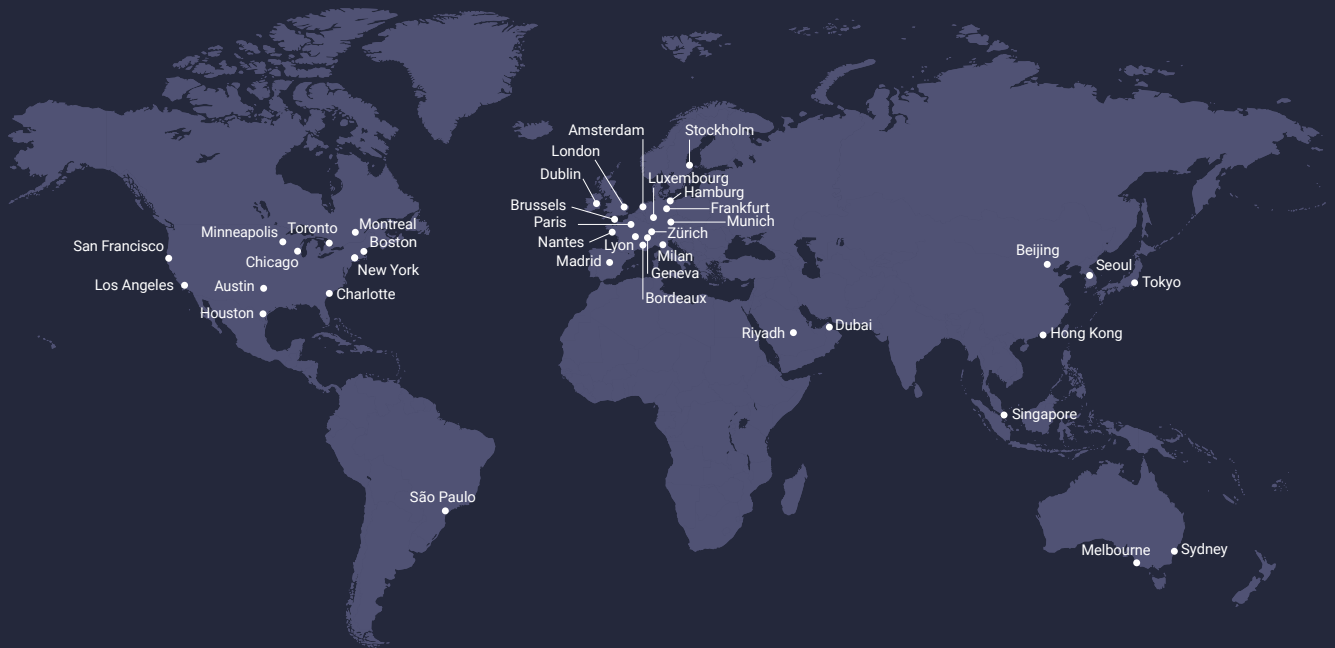 Amsterdam
Stockholm
London
Dublin
Luxembourg
Hamburg
Brussels
Frankfurt
Paris
Munich
Zürich
Nantes
Lyon
Milan
Madrid
Geneva
Bordeaux
Minneapolis
Toronto
Montreal
Boston
San Francisco
Chicago
New York
Los Angeles
Austin
Charlotte
Houston
Beijing
Seoul
Tokyo
Riyadh
Dubai
Hong Kong
Singapore
São Paulo
Melbourne
Sydney